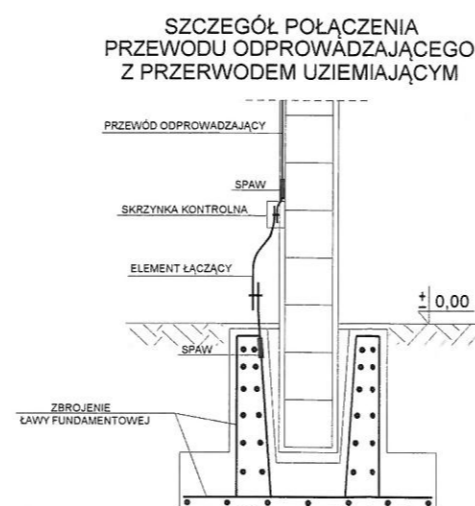 SZCZEGÓŁ POŁĄCZENIA
PRZEWODU ODPROWADZAJĄCEGO
Z PRZERWODEM UZIEMIAJĄCYM
PRZEWÓD ODPROWADZAJĄCY
SPAW
SKRZYNKA KONTROLNA
ELEMENT ŁĄCZĄCY
± 0,00
SPAW
ZBROJENIE
ŁAWY FUNDAMENTOWEJ